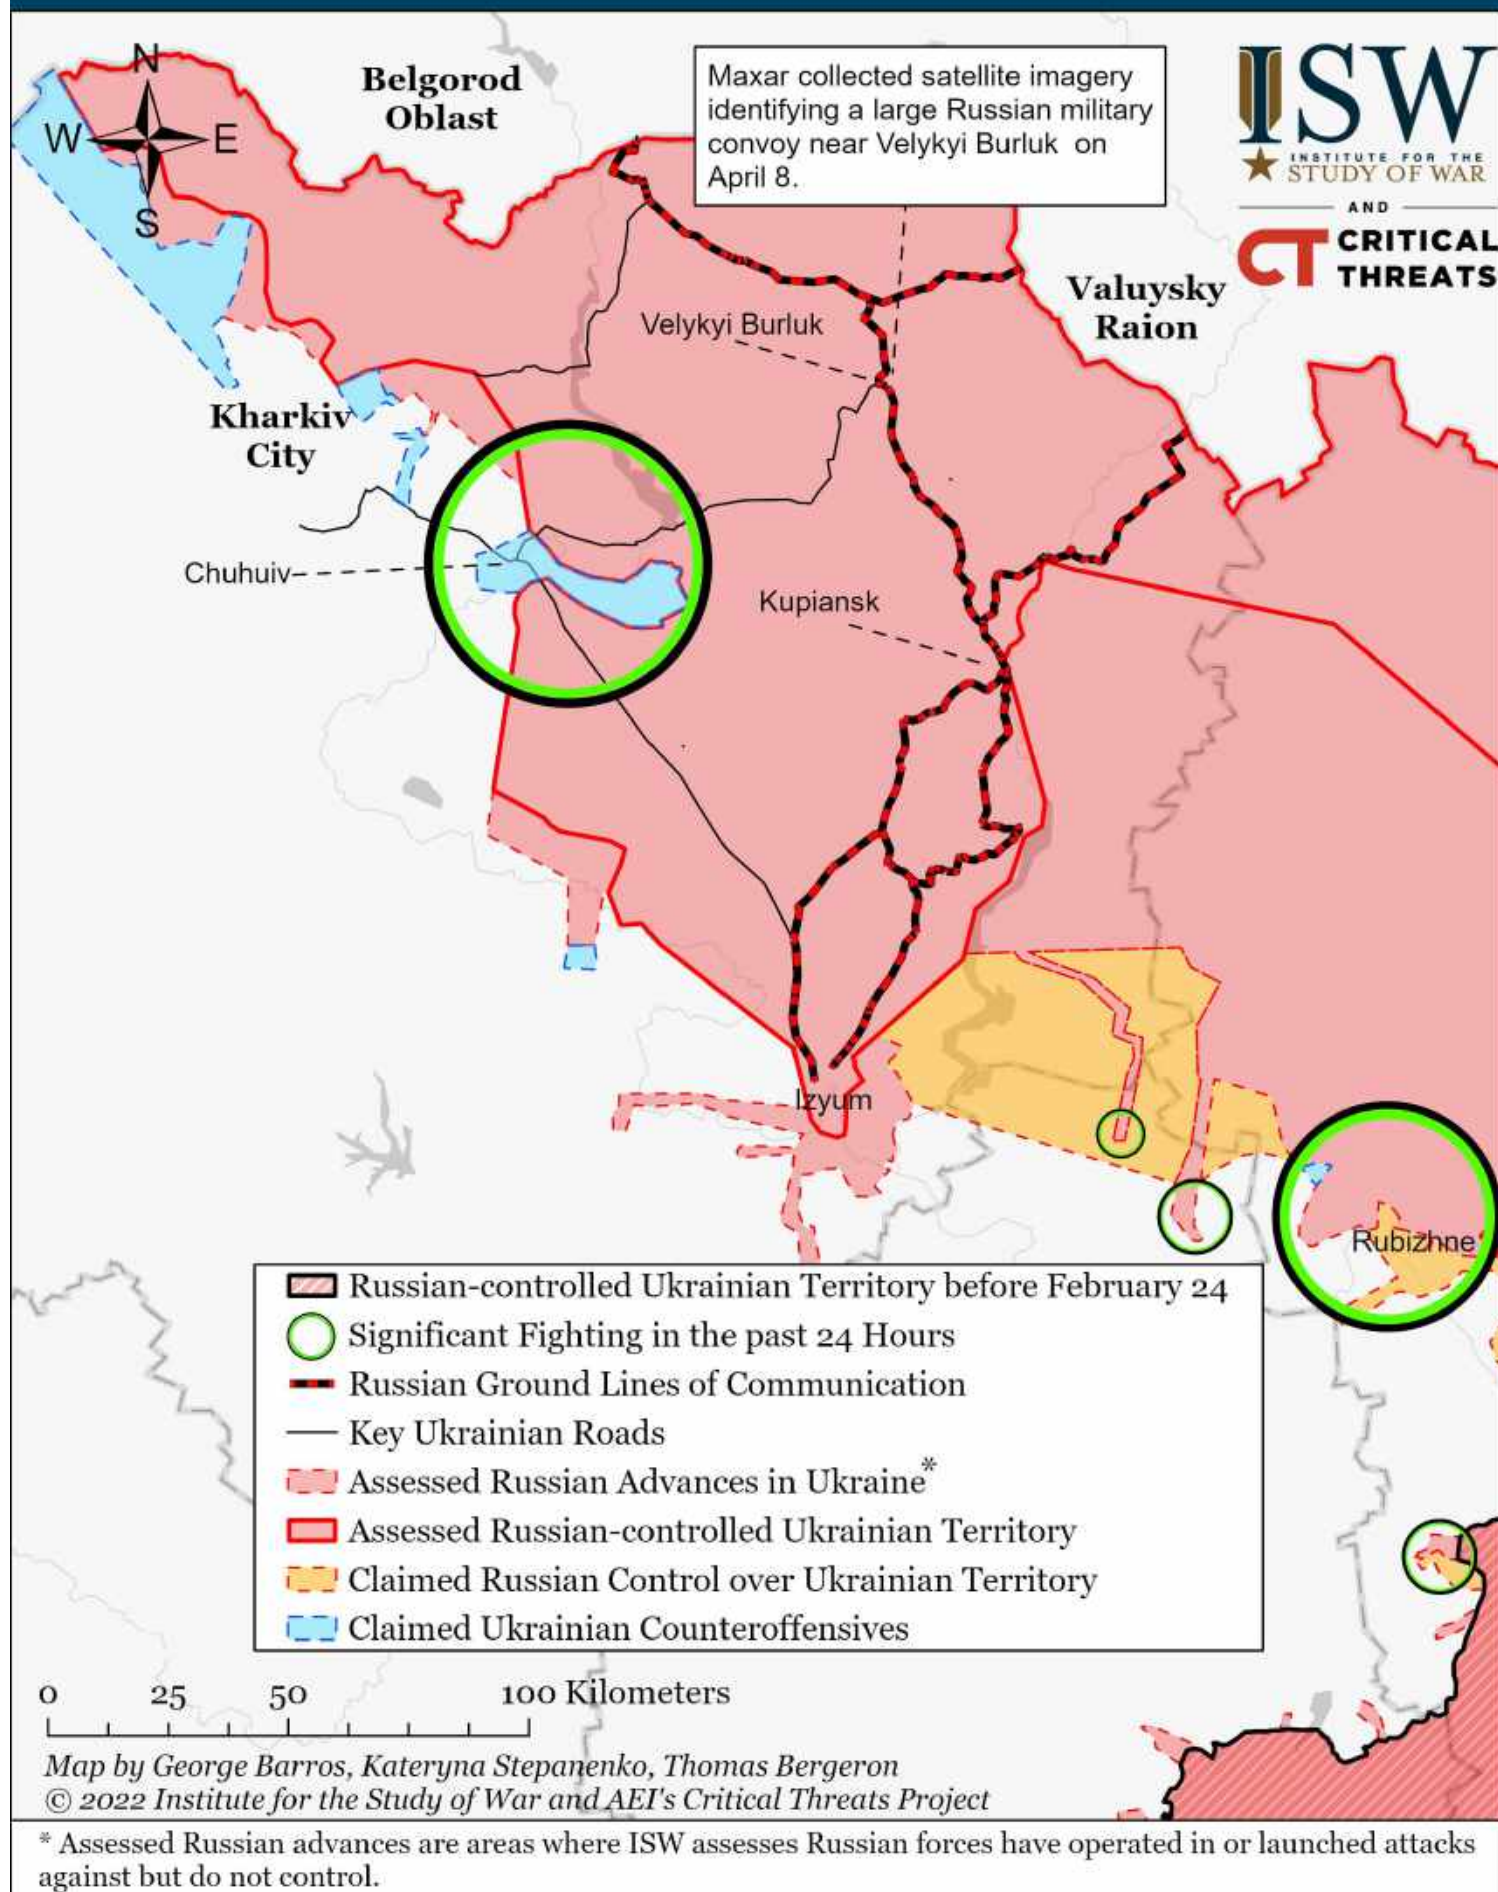 N
W E
S
Belgorod
Oblast
Maxar collected satellite imagery
identifying a large Russian military
convoy near Velykyi Burluk on
April 8.
ISW
INSTITUTE FOR THE
STUDY OF WAR
AND
CT CRITICAL
THREATS
Valuysky
Raion
Velykyi Burluk
Kharkiv
City
Chuhuiv
Kupiansk
Izyum
Rubizhne
Russian-controlled Ukrainian Territory before February 24
Significant Fighting in the past 24 Hours
Russian Ground Lines of Communication
Key Ukrainian Roads
Assessed Russian Advances in Ukraine*
Assessed Russian-controlled Ukrainian Territory
Claimed Russian Control over Ukrainian Territory
Claimed Ukrainian Counteroffensives
0 25 50 100 Kilometers
Map by George Barros, Kateryna Stepanenko, Thomas Bergeron
© 2022 Institute for the Study of War and AEI's Critical Threats Project
* Assessed Russian advances are areas where ISW assesses Russian forces have operated in or launched attacks
against but do not control.